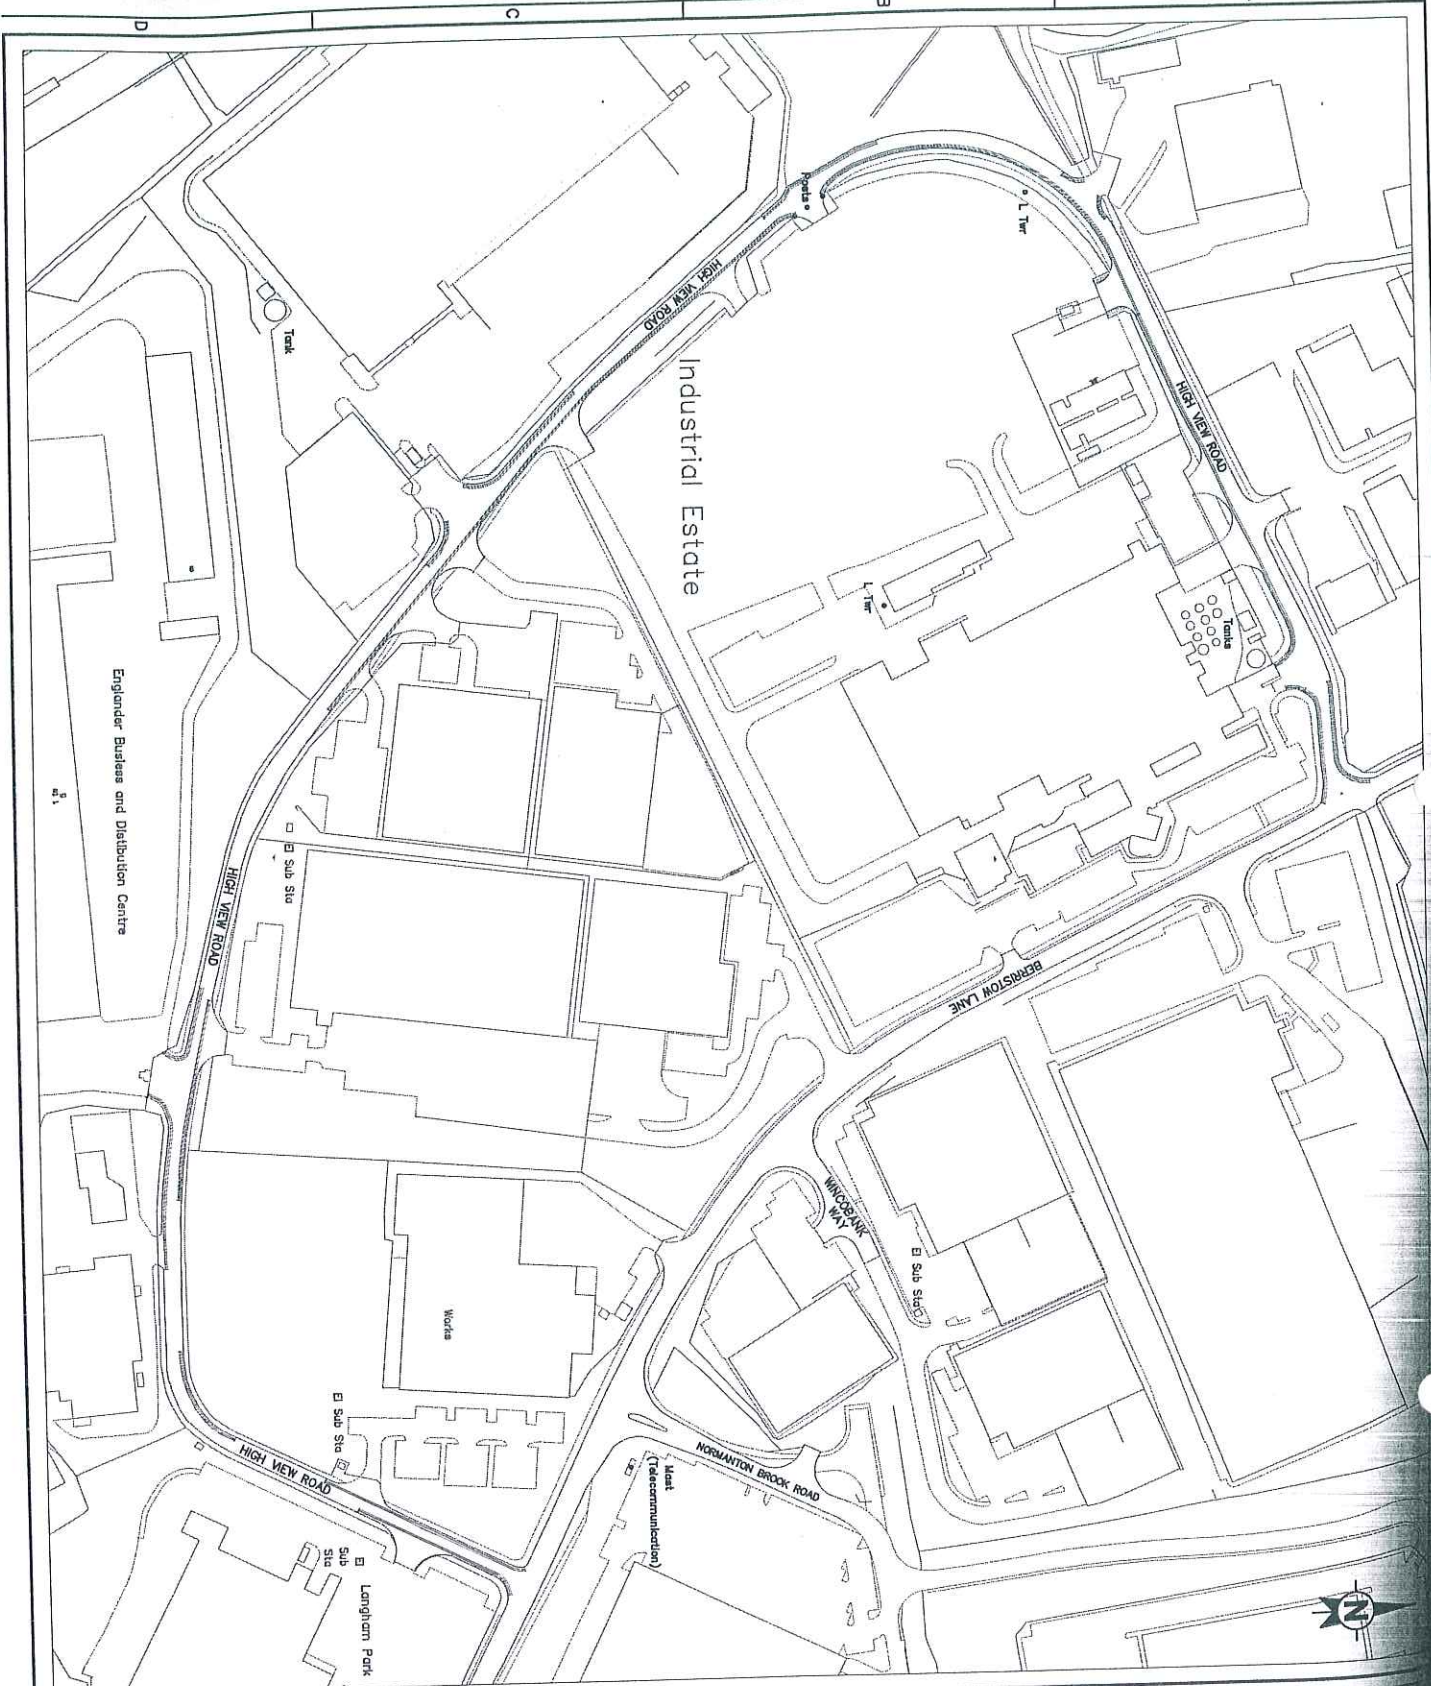 D
C
B
Posts
L Twr
HIGH VIEW ROAD
Tank
Industrial Estate
HIGH VIEW ROAD
L Twr
Tanks
Englander Busiess and Distibution Centre
El Sub Sta
HIGH VIEW ROAD
BERRISTOW LANE
WINCOBANK
WAY
El Sub Sta
Works
El Sub Sta
HIGH VIEW ROAD
NORMANTON BROOK ROAD
Mast
(Telecommunication)
El
Sub
Sta
Langham Park
N